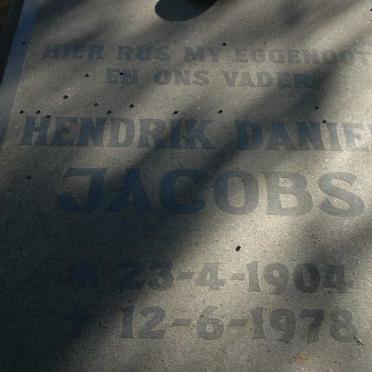 HIER RUS MY EGGENOOT
EN ONS VADER
HENDRIK DANIE
JACOBS
* 23-4-1904
† 12-6-1978